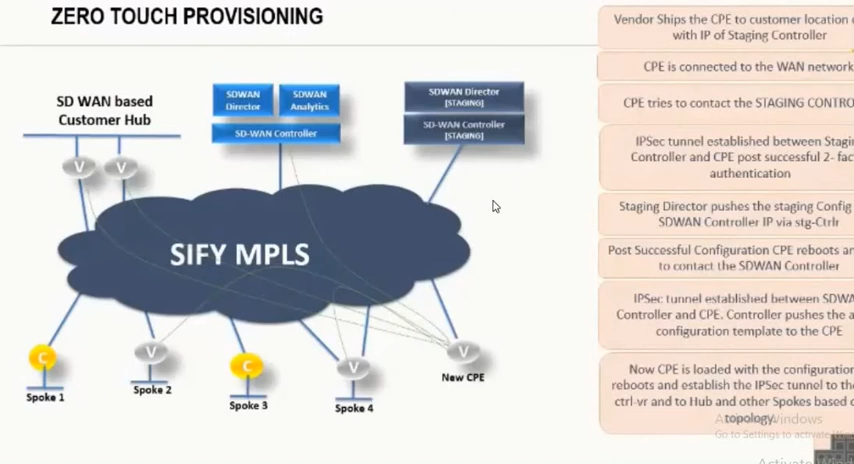 ZERO TOUCH PROVISIONING
SD WAN based
Customer Hub
SDWAN
Director
SDWAN
Analytics
SD-WAN Controller
SDWAN Director
[STAGING]
SD-WAN Controller
[STAGING]
V
V
SIFY MPLS
C
V
C
V
V
Spoke 1
Spoke 2
Spoke 3
Spoke 4
New CPE
Vendor Ships the CPE to customer location
with IP of Staging Controller
CPE is connected to the WAN network
CPE tries to contact the STAGING CONTRO
IPSec tunnel established between Stagin
Controller and CPE post successful 2- fac
authentication
Staging Director pushes the staging Config
SDWAN Controller IP via stg-Ctrlr
Post Successful Configuration CPE reboots an
to contact the SDWAN Controller
IPSec tunnel established between SDWA
Controller and CPE. Controller pushes the a
configuration template to the CPE
Now CPE is loaded with the configuration
reboots and establish the IPSec tunnel to the
ctrl-vr and to Hub and other Spokes based o
topology.
Activate Windows
Go to Settings to activate